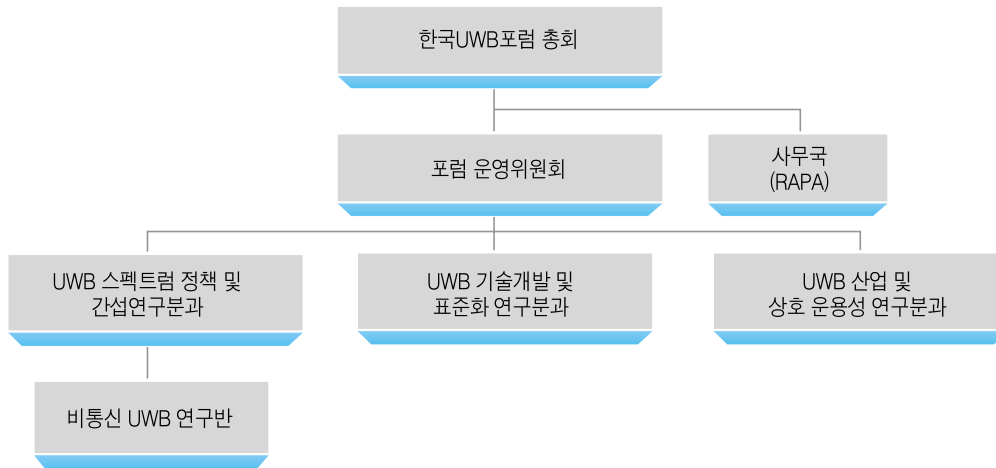 한국UWB포럼 총회
포럼 운영위원회
사무국
(RAPA)
UWB 스펙트럼 정책 및
간섭연구분과
UWB 기술개발 및
표준화 연구분과
UWB 산업 및
상호 운용성 연구분과
비통신 UWB 연구반